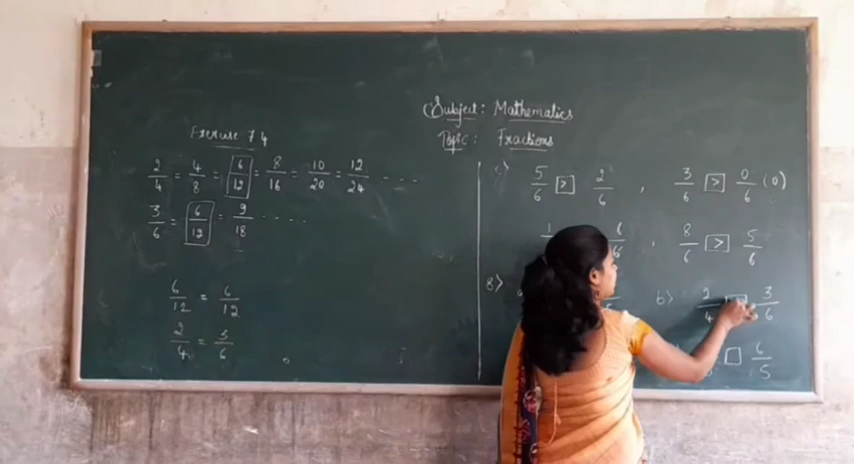 Subject: Mathematics
Topic: Fractions
Exercise 7.4
2/4 = 4/8 = 6/12 = 8/16 = 10/20 = 12/24 ....
3/6 = 6/12 = 9/18 ....
6/12 = 6/12
2/4 = 3/6
c) 5/6 > 2/6 , 3/6 > 0/6 (0)
8/6 > 5/6
8)
b) 2/4 3/6
□ 6/5